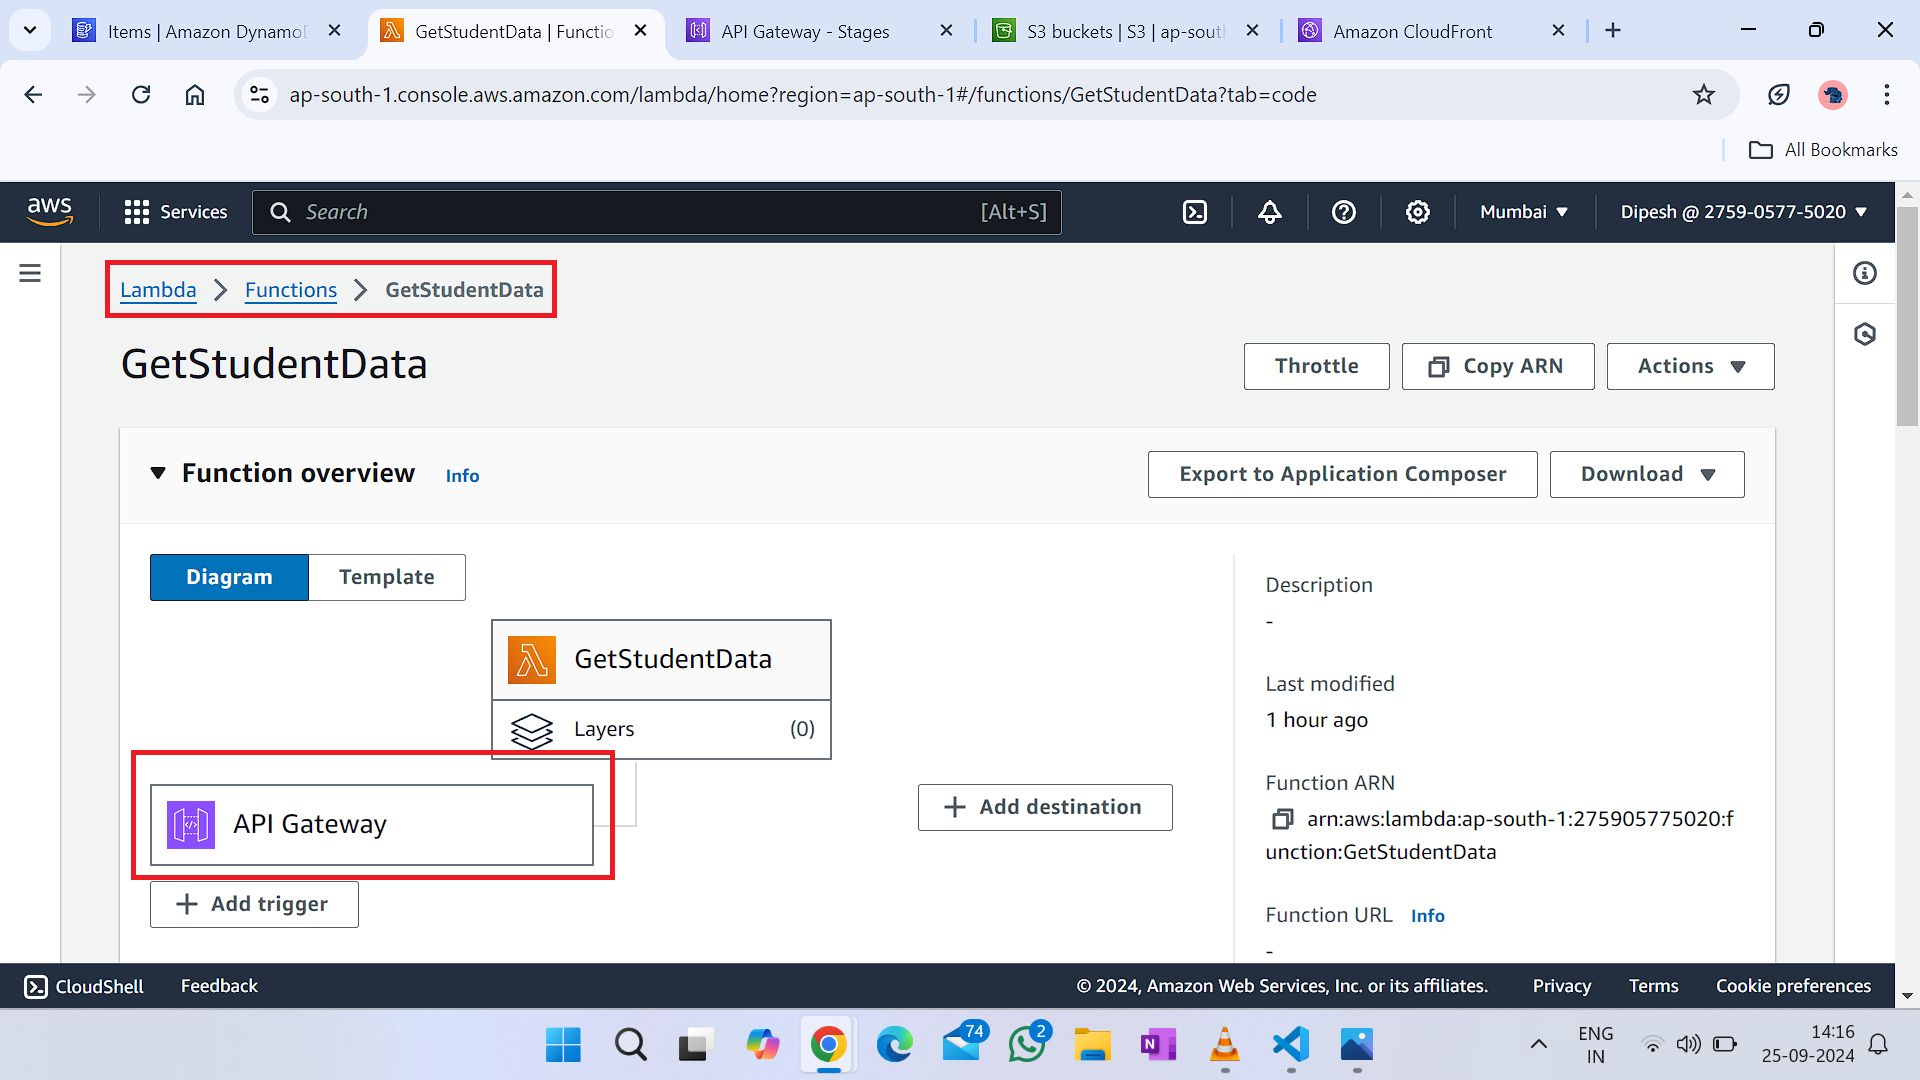 Items | Amazon Dynamo
GetStudentData | Functio
API Gateway - Stages
S3 buckets | S3 | ap-sout
Amazon CloudFront
ap-south-1.console.aws.amazon.com/lambda/home?region=ap-south-1#/functions/GetStudentData?tab=code
All Bookmarks
aws
Services
Search
[Alt+S]
Mumbai
Dipesh @ 2759-0577-5020
Lambda > Functions > GetStudentData
GetStudentData
Throttle
Copy ARN
Actions
Function overview
Info
Export to Application Composer
Download
Diagram
Template
GetStudentData
Layers (0)
API Gateway
Add trigger
Add destination
Description
-
Last modified
1 hour ago
Function ARN
arn:aws:lambda:ap-south-1:275905775020:f
unction:GetStudentData
Function URL Info
-
CloudShell
Feedback
© 2024, Amazon Web Services, Inc. or its affiliates.
Privacy
Terms
Cookie preferences
74
2
N
ENG
IN
14:16
25-09-2024